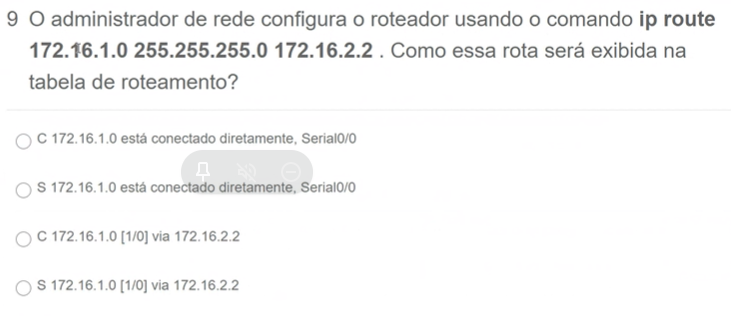 9 O administrador de rede configura o roteador usando o comando ip route
172.16.1.0 255.255.255.0 172.16.2.2 . Como essa rota será exibida na
tabela de roteamento?
C 172.16.1.0 está conectado diretamente, Serial0/0
S 172.16.1.0 está conectado diretamente, Serial0/0
C 172.16.1.0 [1/0] via 172.16.2.2
S 172.16.1.0 [1/0] via 172.16.2.2